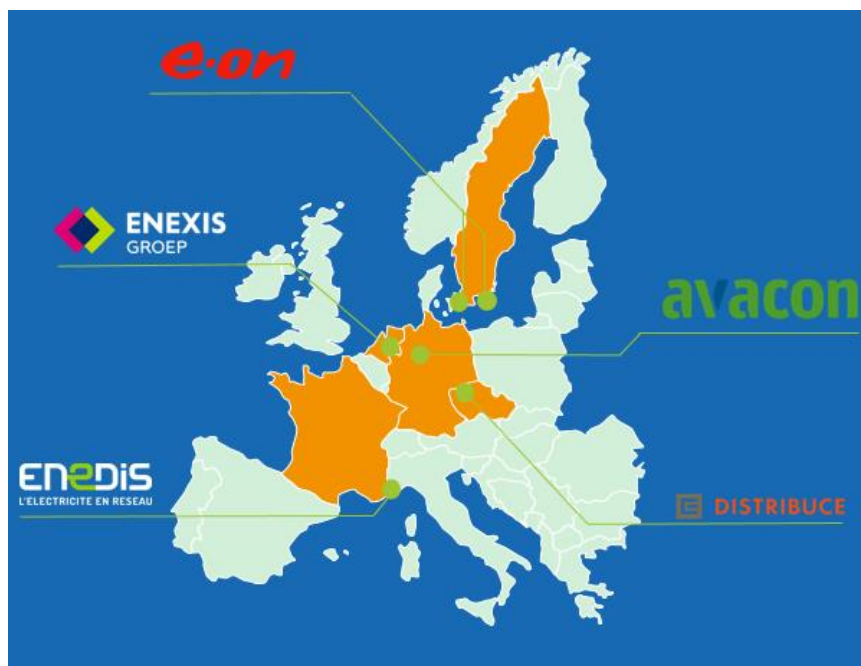 e·on
ENEXIS
GROEP
avacon
ENEDIS
L'ELECTRICITE EN RESEAU
DISTRIBUCE